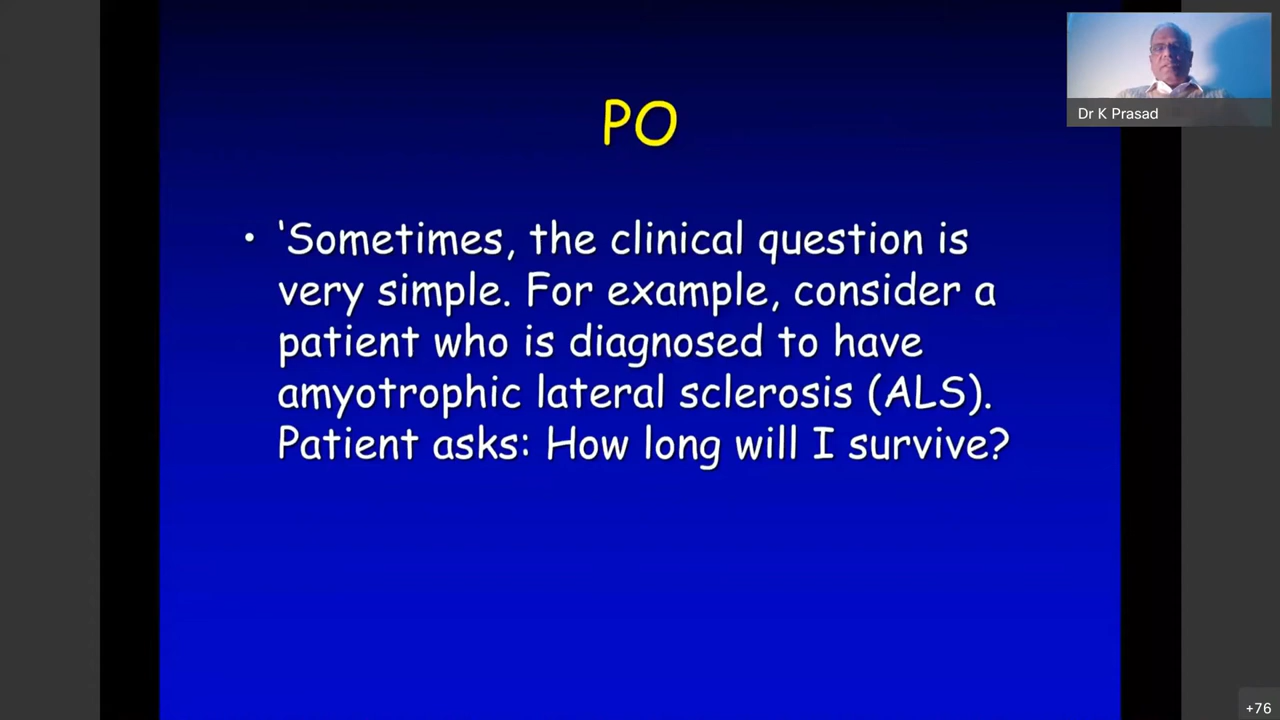 PO
• ‘Sometimes, the clinical question is
very simple. For example, consider a
patient who is diagnosed to have
amyotrophic lateral sclerosis (ALS).
Patient asks: How long will I survive?
Dr K Prasad
+76